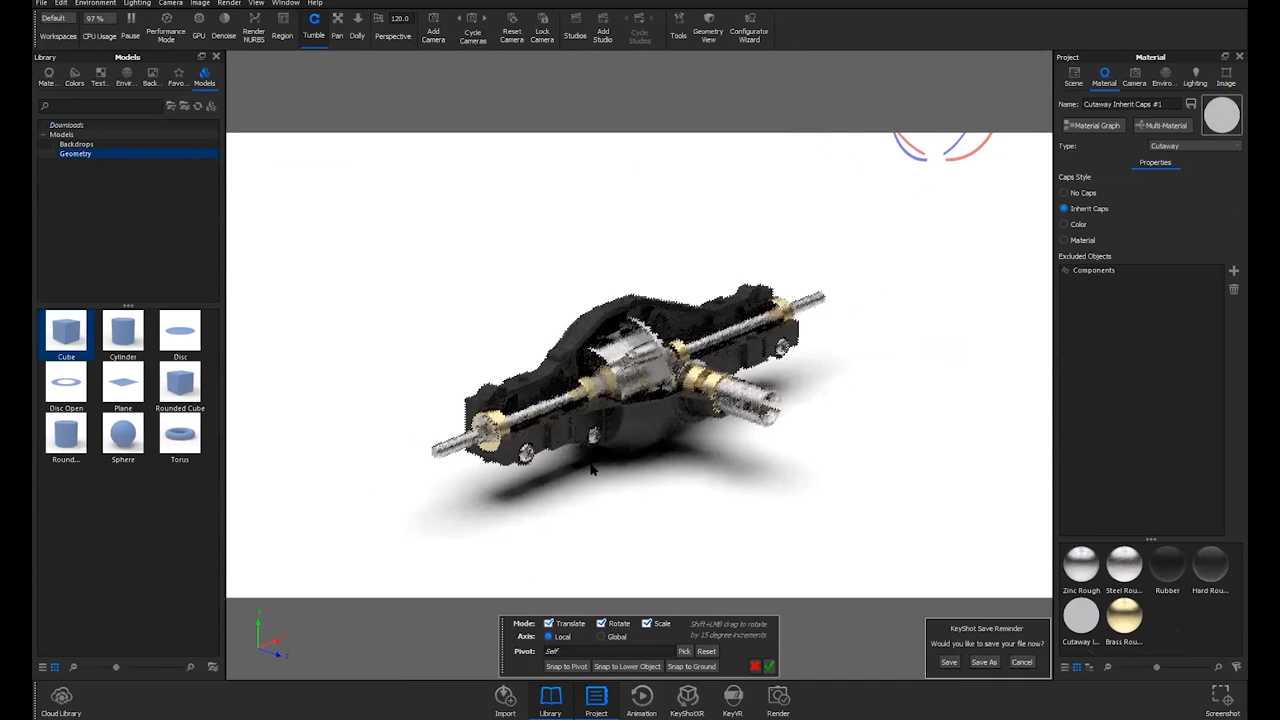 File Edit Environment Lighting Camera Image Render View Window Help
Default 97 % 120.0
Workspaces CPU Usage Pause Performance Mode GPU Denoise Render NURBS Region Tumble Pan Dolly Perspective Add Camera Cycle Cameras Reset Camera Lock Camera Studios Add Studio Cycle Studios Tools Geometry View Configurator Wizard
Library Models
Mate... Colors Text... Envir... Back... Favo... Models
Downloads
Models
Backdrops
Geometry
Cube Cylinder Disc
Disc Open Plane Rounded Cube
Round... Sphere Torus
Project Material
Scene Material Camera Enviro... Lighting Image
Name: Cutaway Inherit Caps #1
Material Graph Multi-Material
Type: Cutaway
Properties
Caps Style
No Caps
Inherit Caps
Color
Material
Excluded Objects
Components
Zinc Rough Steel Rou... Rubber Hard Rou...
Cutaway I... Brass Rou...
Y
X
Z
Mode: Translate Rotate Scale Shift+LMB drag to rotate by 15 degree increments
Axis: Local Global
Pivot: Self Pick Reset
Snap to Pivot Snap to Lower Object Snap to Ground
KeyShot Save Reminder
Would you like to save your file now?
Save Save As Cancel
Cloud Library Import Library Project Animation KeyShotXR KeyVR Render Screenshot